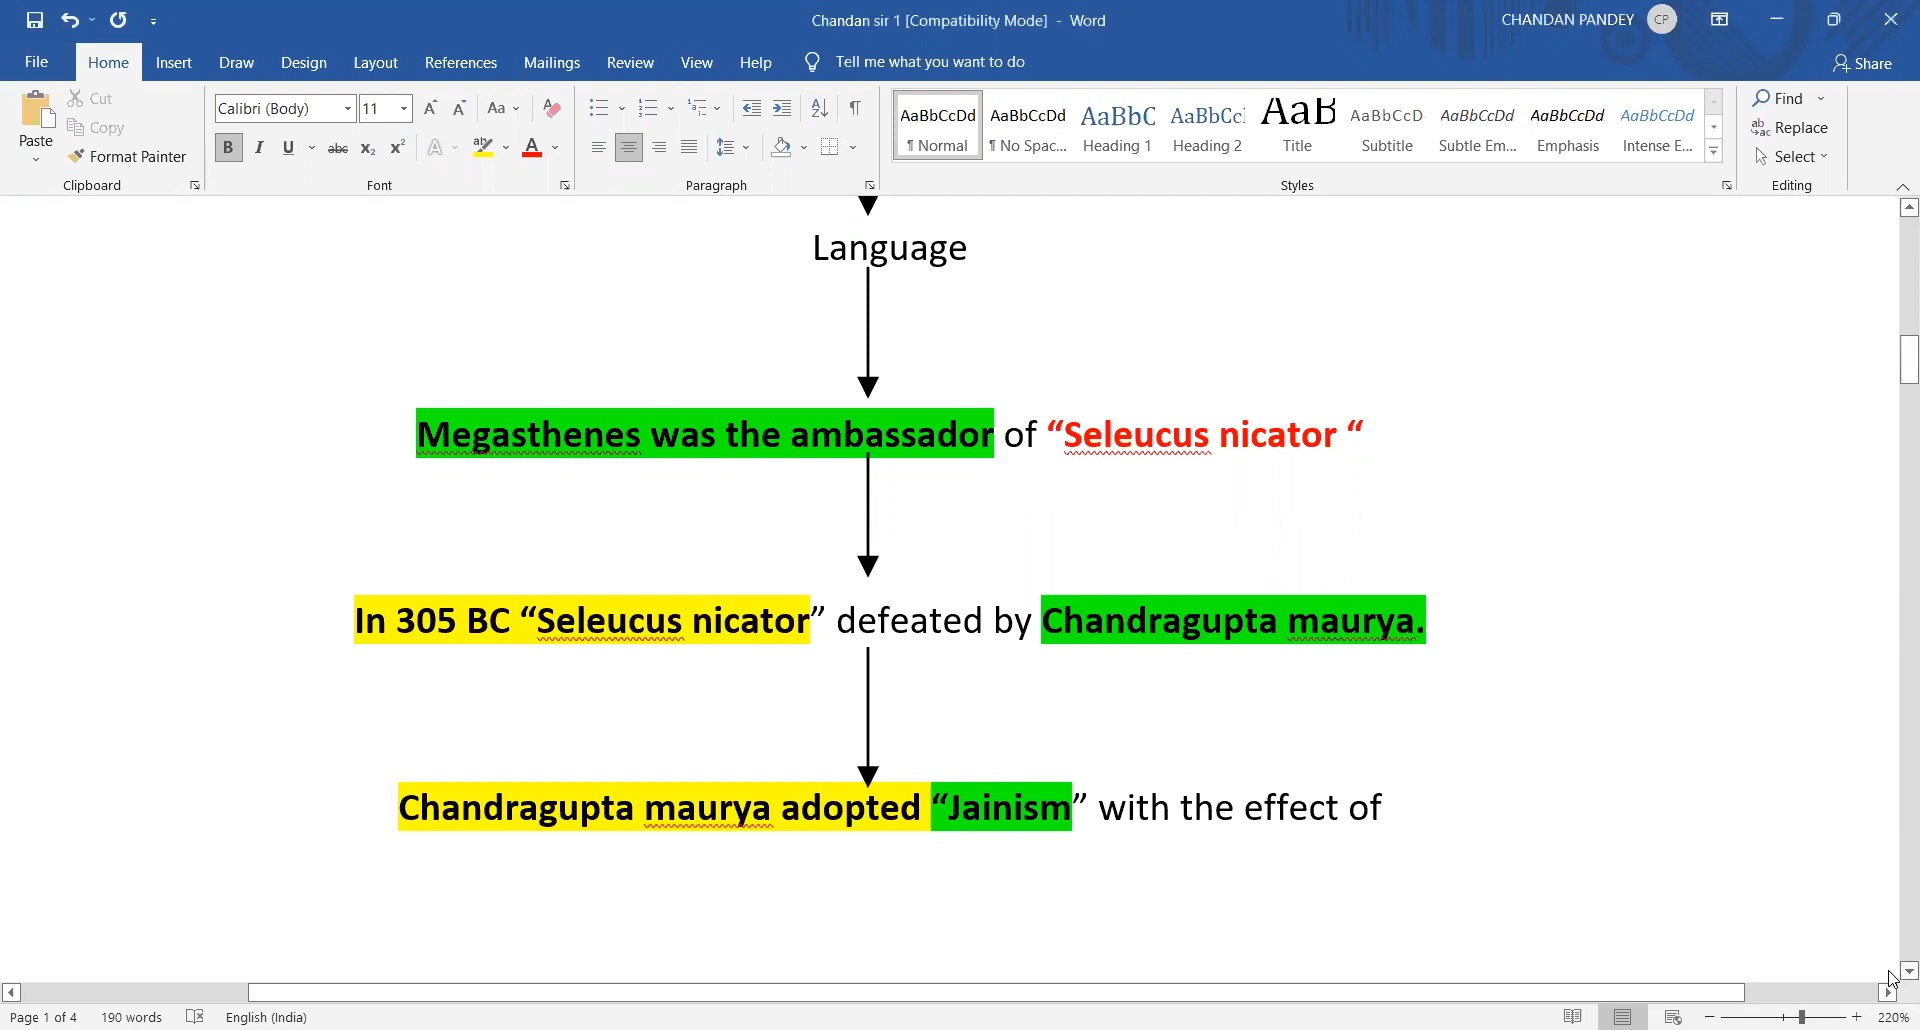 Chandan sir 1 [Compatibility Mode] - Word
CHANDAN PANDEY CP
File Home Insert Draw Design Layout References Mailings Review View Help Tell me what you want to do Share
Paste
Cut
Copy
Format Painter
Clipboard
Calibri (Body) 11
Font
Paragraph
AaBbCcDd AaBbCcDd AaBbC AaBbCc AaB AaBbCcD AaBbCcDd AaBbCcDd AaBbCcDd
¶ Normal ¶ No Spac... Heading 1 Heading 2 Title Subtitle Subtle Em... Emphasis Intense E...
Styles
Find
Replace
Select
Editing
Language
Megasthenes was the ambassador of “Seleucus nicator “
In 305 BC “Seleucus nicator” defeated by Chandragupta maurya.
Chandragupta maurya adopted “Jainism” with the effect of
Page 1 of 4 190 words English (India) 220%